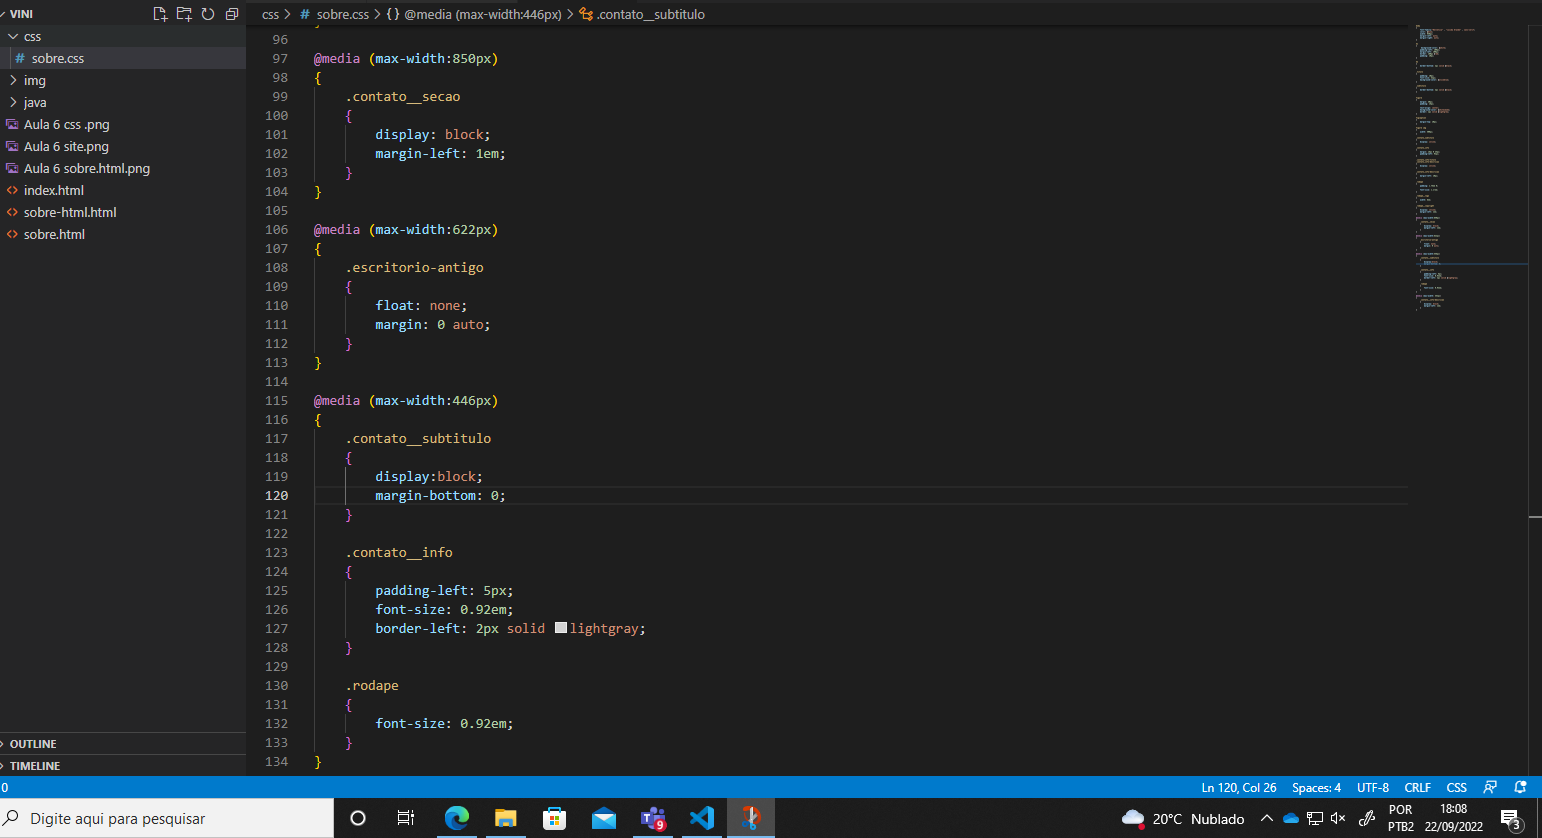 VINI
css
sobre.css
img
java
Aula 6 css .png
Aula 6 site.png
Aula 6 sobre.html.png
index.html
sobre-html.html
sobre.html
OUTLINE
TIMELINE
css > # sobre.css > {} @media (max-width:446px) > .contato__subtitulo
96
97 @media (max-width:850px)
98 {
99 .contato__secao
100 {
101 display: block;
102 margin-left: 1em;
103 }
104 }
105
106 @media (max-width:622px)
107 {
108 .escritorio-antigo
109 {
110 float: none;
111 margin: 0 auto;
112 }
113 }
114
115 @media (max-width:446px)
116 {
117 .contato__subtitulo
118 {
119 display:block;
120 margin-bottom: 0;
121 }
122
123 .contato__info
124 {
125 padding-left: 5px;
126 font-size: 0.92em;
127 border-left: 2px solid lightgray;
128 }
129
130 .rodape
131 {
132 font-size: 0.92em;
133 }
134 }
0 Ln 120, Col 26 Spaces: 4 UTF-8 CRLF CSS
Digite aqui para pesquisar
9
20°C Nublado
POR
PTB2
18:08
22/09/2022
3